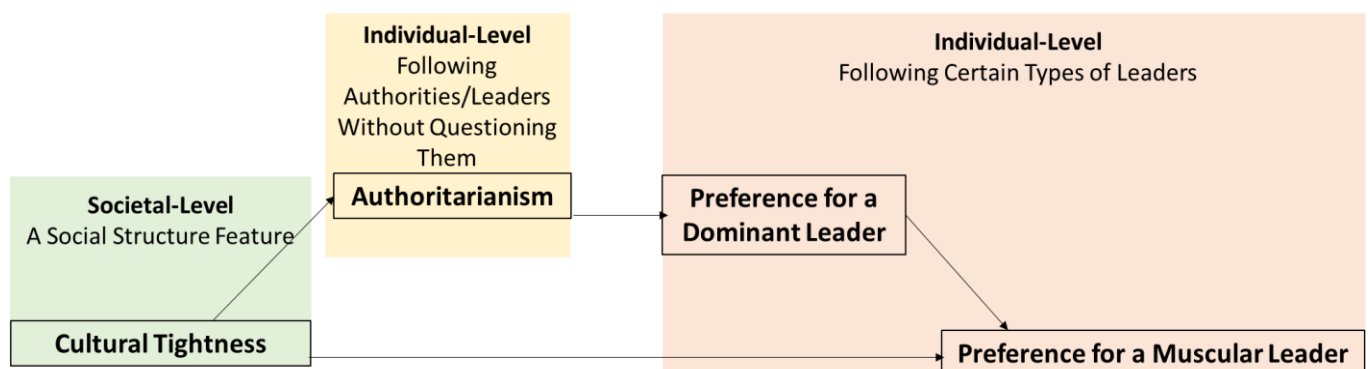 Individual-Level
Following
Authorities/Leaders
Without Questioning
Them
Authoritarianism
Individual-Level
Following Certain Types of Leaders
Societal-Level
A Social Structure Feature
Preference for a
Dominant Leader
Cultural Tightness
Preference for a Muscular Leader